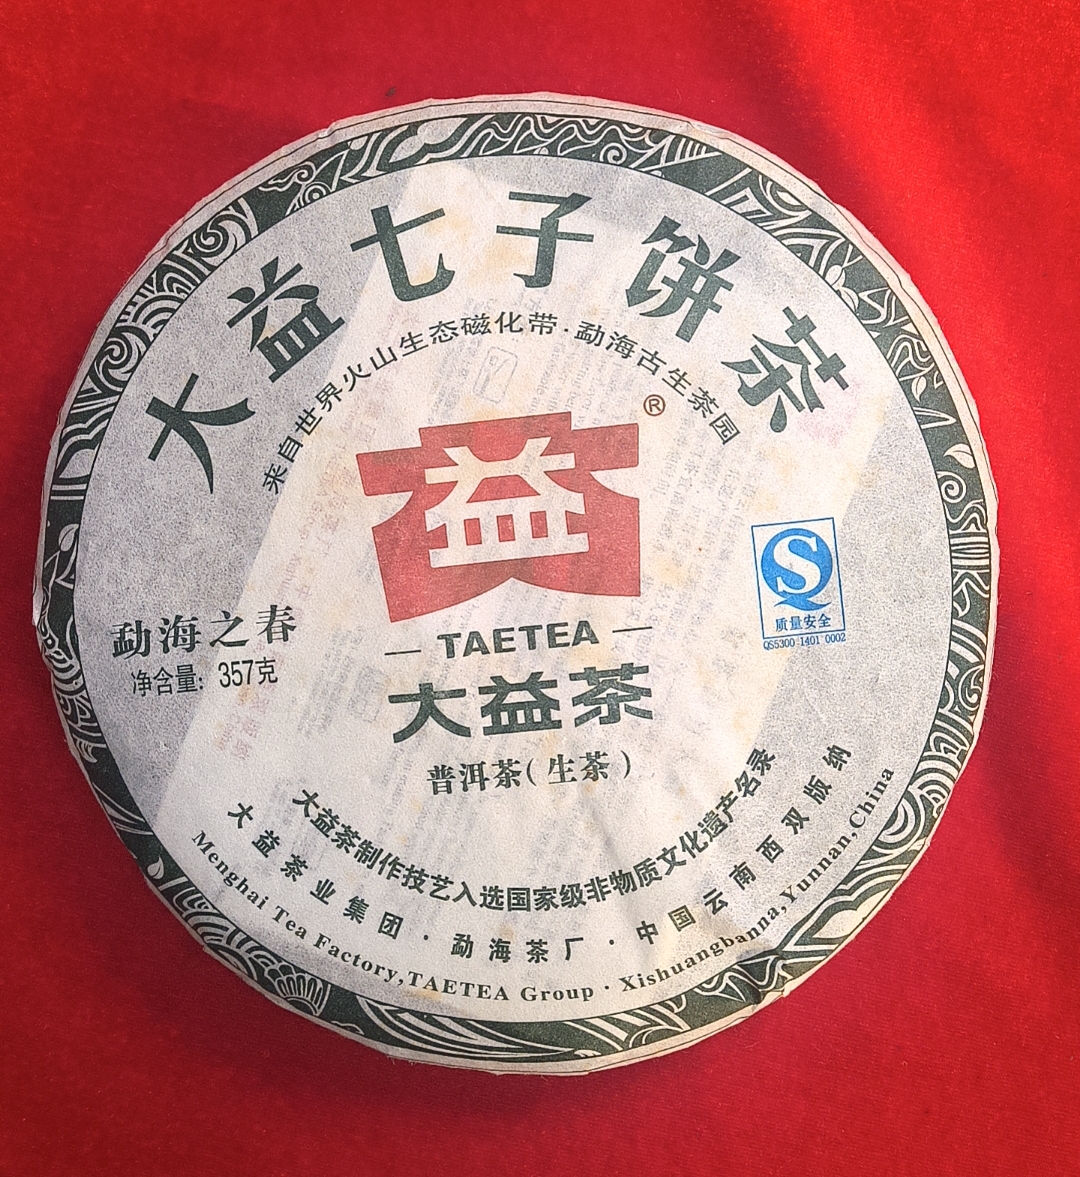 大益七子饼茶
来自世界火山生态磁化带·勐海古生茶园
®
益
TAETEA
大益茶
普洱茶(生茶)
勐海之春
净含量: 357克
S
质量安全
QS5300 1401 0002
大益茶制作技艺入选国家级非物质文化遗产名录
大益茶业集团·勐海茶厂·中国云南西双版纳
Menghai Tea Factory,TAETEA Group · Xishuangbanna,Yunnan,China